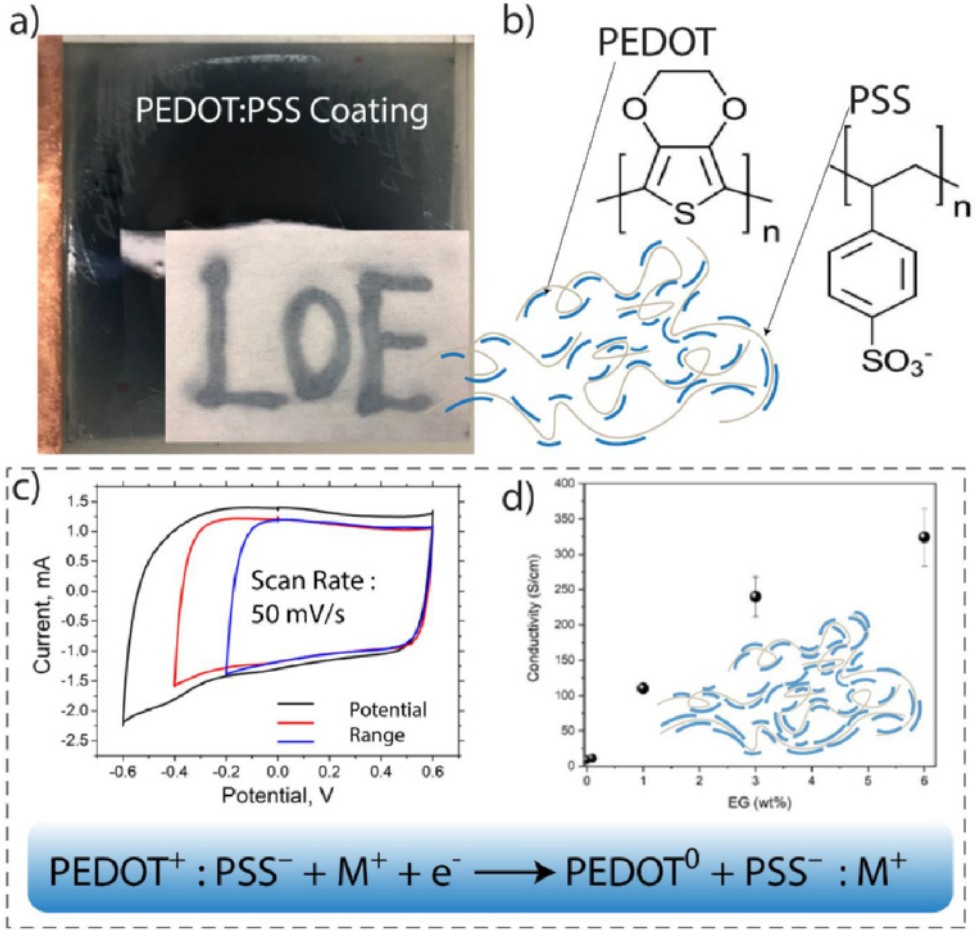 a)
PEDOT:PSS Coating
LOE
b)
PEDOT
O
O
S
n
PSS
n
SO₃⁻
c)
Current, mA
1.5
1.0
0.5
0.0
-0.5
-1.0
-1.5
-2.0
-2.5
Scan Rate :
50 mV/s
Potential
Range
-0.6 -0.4 -0.2 0.0 0.2 0.4 0.6
Potential, V
d)
Conductivity (S/cm)
400
350
300
250
200
150
100
50
0
0 1 2 3 4 5 6
EG (wt%)
PEDOT⁺ : PSS⁻ + M⁺ + e⁻ ⟶ PEDOT⁰ + PSS⁻ : M⁺